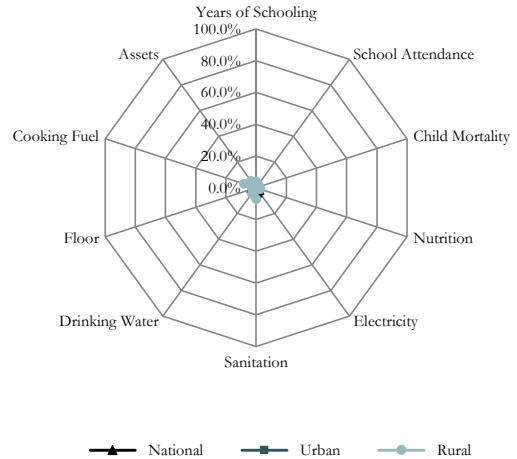 Years of Schooling
100.0%
Assets
School Attendance
80.0%
60.0%
Cooking Fuel
40.0%
Child Mortality
20.0%
0.0%
Floor
Nutrition
Drinking Water
Electricity
Sanitation
National
Urban
Rural